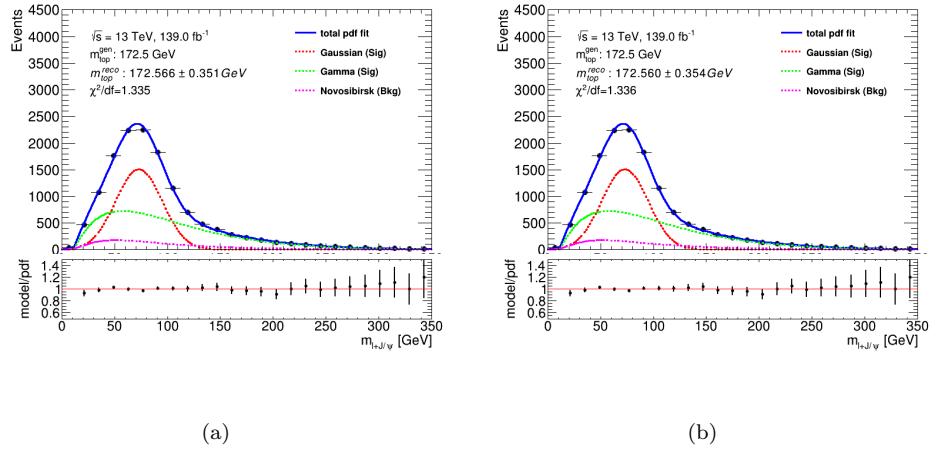 Events
4500
4000
3500
3000
2500
2000
1500
1000
500
0
√s = 13 TeV, 139.0 fb⁻¹
m_top^gen : 172.5 GeV
m_top^reco : 172.566 ± 0.351 GeV
χ²/df=1.335
total pdf fit
Gaussian (Sig)
Gamma (Sig)
Novosibirsk (Bkg)
model/pdf
1.4
1.2
1
0.8
0.6
0 50 100 150 200 250 300 350
m_l+J/ψ [GeV]
(a)
Events
4500
4000
3500
3000
2500
2000
1500
1000
500
0
√s = 13 TeV, 139.0 fb⁻¹
m_top^gen : 172.5 GeV
m_top^reco : 172.560 ± 0.354 GeV
χ²/df=1.336
total pdf fit
Gaussian (Sig)
Gamma (Sig)
Novosibirsk (Bkg)
model/pdf
1.4
1.2
1
0.8
0.6
0 50 100 150 200 250 300 350
m_l+J/ψ [GeV]
(b)